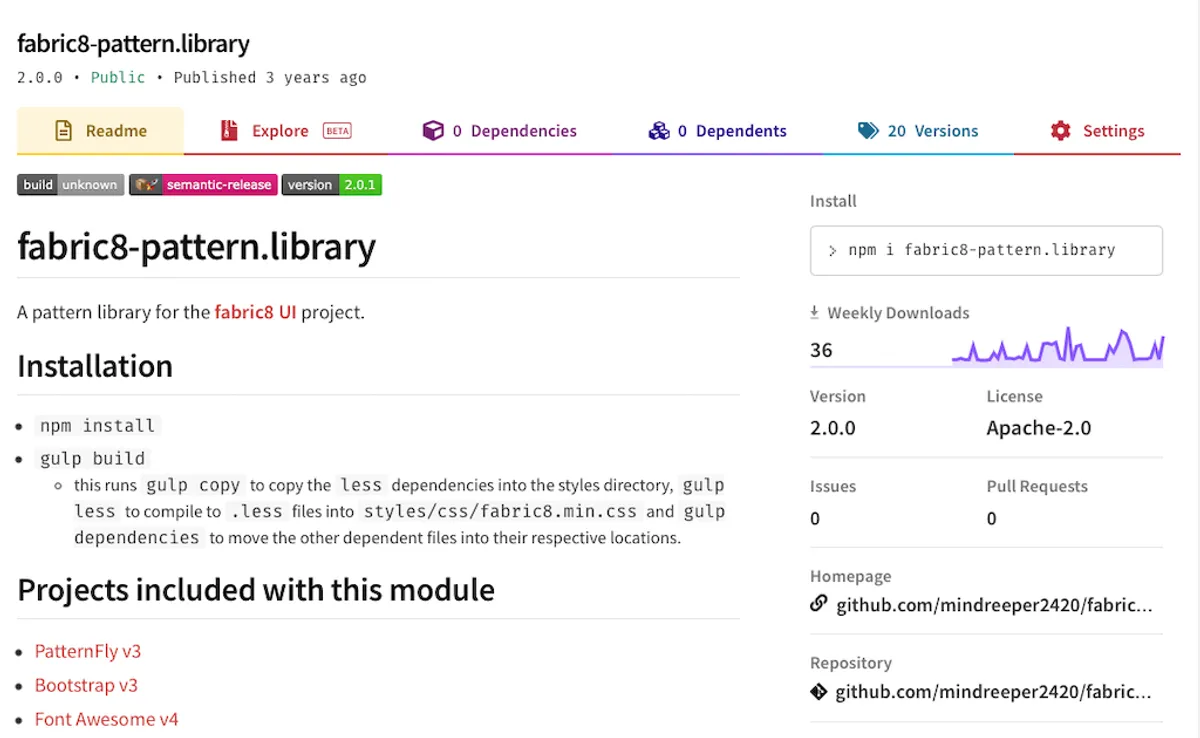 fabric8-pattern.library
2.0.0 • Public • Published 3 years ago
Readme
Explore BETA
0 Dependencies
0 Dependents
20 Versions
Settings
build unknown semantic-release version 2.0.1
fabric8-pattern.library
A pattern library for the fabric8 UI project.
Installation
• npm install
• gulp build
this runs gulp copy to copy the less dependencies into the styles directory, gulp
less to compile to .less files into styles/css/fabric8.min.css and gulp
dependencies to move the other dependent files into their respective locations.
Projects included with this module
• PatternFly v3
• Bootstrap v3
• Font Awesome v4
Install
> npm i fabric8-pattern.library
Weekly Downloads
36
Version License
2.0.0 Apache-2.0
Issues Pull Requests
0 0
Homepage
github.com/mindreeper2420/fabric...
Repository
github.com/mindreeper2420/fabric...